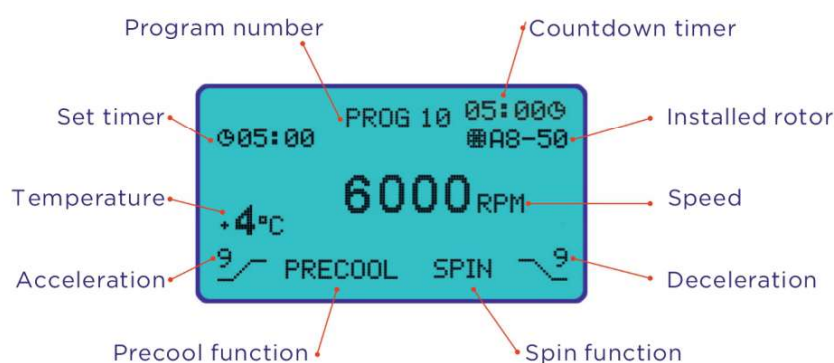 Program number
Countdown timer
Set timer
PROG 10
05:00
Installed rotor
05:00
A8-50
Temperature
6000 RPM
Speed
+4°C
Acceleration
9
PRECOOL
SPIN
9
Deceleration
Precool function
Spin function